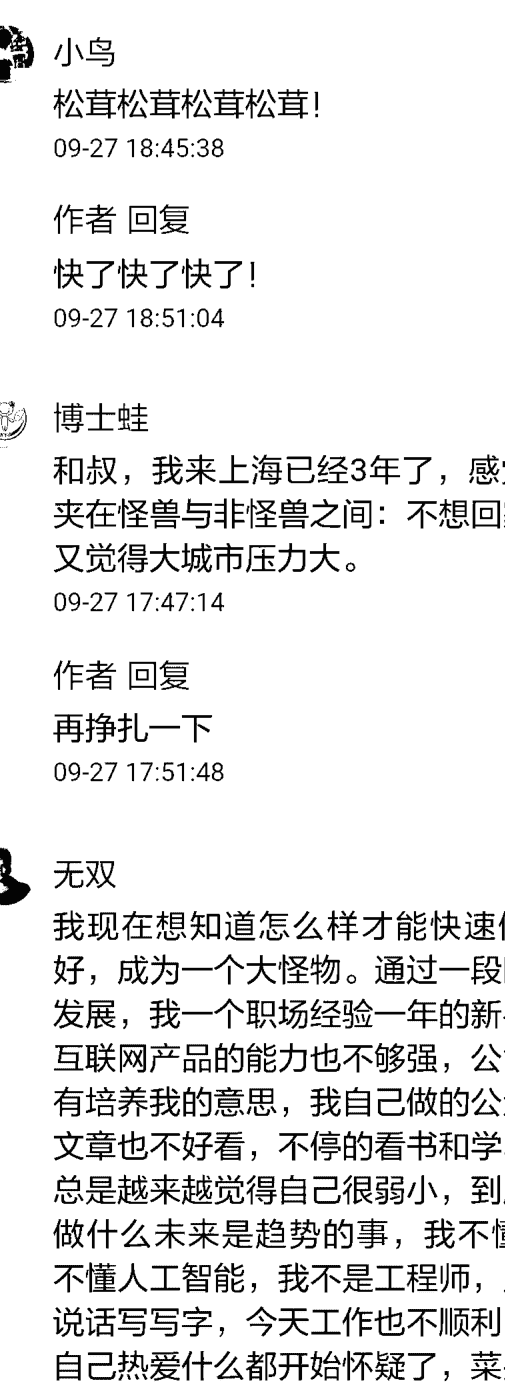 小鸟
松茸松茸松茸松茸！
09-27 18:45:38
作者 回复
快了快了快了！
09-27 18:51:04
博士蛙
和叔，我来上海已经3年了，感
夹在怪兽与非怪兽之间：不想回
又觉得大城市压力大。
09-27 17:47:14
作者 回复
再挣扎一下
09-27 17:51:48
无双
我现在想知道怎么样才能快速
好，成为一个大怪物。通过一段
发展，我一个职场经验一年的新
互联网产品的能力也不够强，公
有培养我的意思，我自己做的公
文章也不好看，不停的看书和学
总是越来越觉得自己很弱小，到
做什么未来是趋势的事，我不
不懂人工智能，我不是工程师，
说话写写字，今天工作也不顺利
自己热爱什么都开始怀疑了，菜